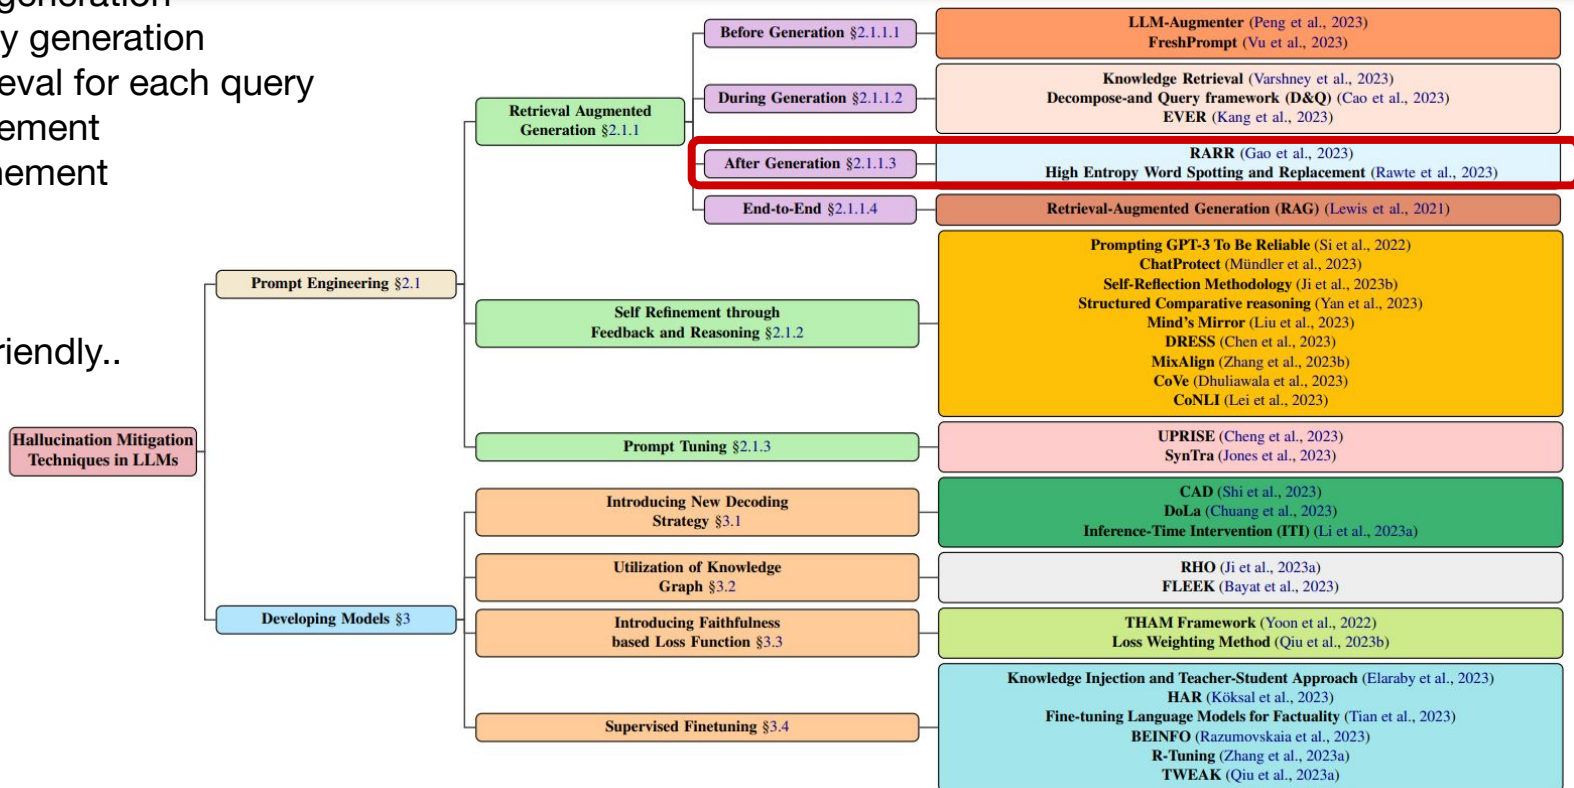 generation
y generation
eval for each query
ement
nement
riendly..
Hallucination Mitigation
Techniques in LLMs
Prompt Engineering §2.1
Retrieval Augmented
Generation §2.1.1
Before Generation §2.1.1.1
LLM-Augmenter (Peng et al., 2023)
FreshPrompt (Vu et al., 2023)
During Generation §2.1.1.2
Knowledge Retrieval (Varshney et al., 2023)
Decompose-and Query framework (D&Q) (Cao et al., 2023)
EVER (Kang et al., 2023)
After Generation §2.1.1.3
RARR (Gao et al., 2023)
High Entropy Word Spotting and Replacement (Rawte et al., 2023)
End-to-End §2.1.1.4
Retrieval-Augmented Generation (RAG) (Lewis et al., 2021)
Self Refinement through
Feedback and Reasoning §2.1.2
Prompting GPT-3 To Be Reliable (Si et al., 2022)
ChatProtect (Mündler et al., 2023)
Self-Reflection Methodology (Ji et al., 2023b)
Structured Comparative reasoning (Yan et al., 2023)
Mind's Mirror (Liu et al., 2023)
DRESS (Chen et al., 2023)
MixAlign (Zhang et al., 2023b)
CoVe (Dhuliawala et al., 2023)
CoNLI (Lei et al., 2023)
Prompt Tuning §2.1.3
UPRISE (Cheng et al., 2023)
SynTra (Jones et al., 2023)
Developing Models §3
Introducing New Decoding
Strategy §3.1
CAD (Shi et al., 2023)
DoLa (Chuang et al., 2023)
Inference-Time Intervention (ITI) (Li et al., 2023a)
Utilization of Knowledge
Graph §3.2
RHO (Ji et al., 2023a)
FLEEK (Bayat et al., 2023)
Introducing Faithfulness
based Loss Function §3.3
THAM Framework (Yoon et al., 2022)
Loss Weighting Method (Qiu et al., 2023b)
Supervised Finetuning §3.4
Knowledge Injection and Teacher-Student Approach (Elaraby et al., 2023)
HAR (Köksal et al., 2023)
Fine-tuning Language Models for Factuality (Tian et al., 2023)
BEINFO (Razumovskaia et al., 2023)
R-Tuning (Zhang et al., 2023a)
TWEAK (Qiu et al., 2023a)